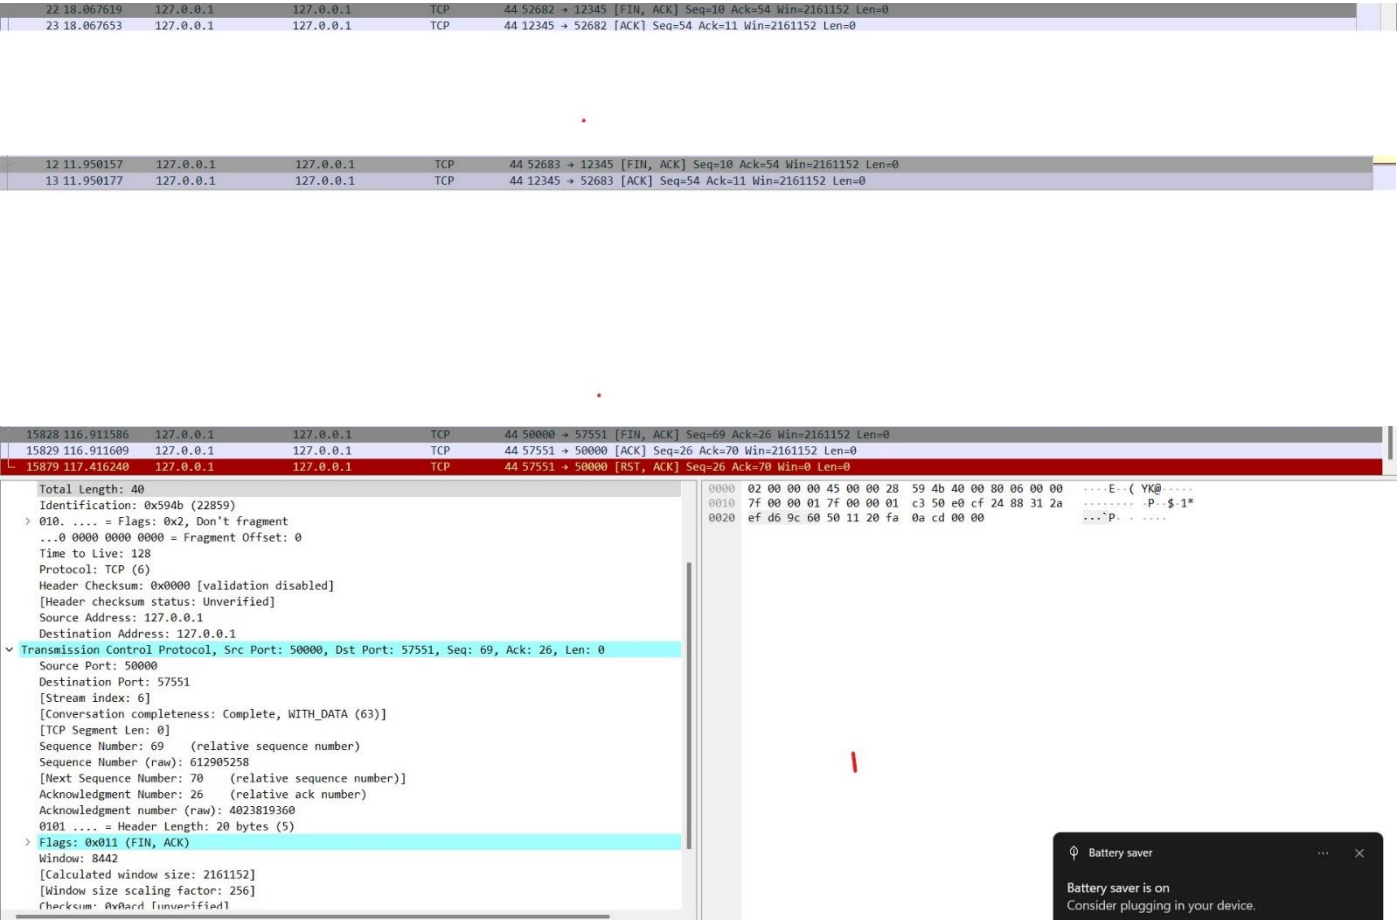 22 18.067619 127.0.0.1 127.0.0.1 TCP 44 52682 → 12345 [FIN, ACK] Seq=10 Ack=54 Win=2161152 Len=0
23 18.067653 127.0.0.1 127.0.0.1 TCP 44 12345 → 52682 [ACK] Seq=54 Ack=11 Win=2161152 Len=0
12 11.950157 127.0.0.1 127.0.0.1 TCP 44 52683 → 12345 [FIN, ACK] Seq=10 Ack=54 Win=2161152 Len=0
13 11.950177 127.0.0.1 127.0.0.1 TCP 44 12345 → 52683 [ACK] Seq=54 Ack=11 Win=2161152 Len=0
15828 116.911586 127.0.0.1 127.0.0.1 TCP 44 50000 → 57551 [FIN, ACK] Seq=69 Ack=26 Win=2161152 Len=0
15829 116.911609 127.0.0.1 127.0.0.1 TCP 44 57551 → 50000 [ACK] Seq=26 Ack=70 Win=2161152 Len=0
15879 117.416240 127.0.0.1 127.0.0.1 TCP 44 57551 → 50000 [RST, ACK] Seq=26 Ack=70 Win=0 Len=0
Total Length: 40
Identification: 0x594b (22859)
> 010. .... = Flags: 0x2, Don't fragment
...0 0000 0000 0000 = Fragment Offset: 0
Time to Live: 128
Protocol: TCP (6)
Header Checksum: 0x0000 [validation disabled]
[Header checksum status: Unverified]
Source Address: 127.0.0.1
Destination Address: 127.0.0.1
Transmission Control Protocol, Src Port: 50000, Dst Port: 57551, Seq: 69, Ack: 26, Len: 0
Source Port: 50000
Destination Port: 57551
[Stream index: 6]
[Conversation completeness: Complete, WITH_DATA (63)]
[TCP Segment Len: 0]
Sequence Number: 69 (relative sequence number)
Sequence Number (raw): 612905258
[Next Sequence Number: 70 (relative sequence number)]
Acknowledgment Number: 26 (relative ack number)
Acknowledgment number (raw): 4023819360
0101 .... = Header Length: 20 bytes (5)
> Flags: 0x011 (FIN, ACK)
Window: 8442
[Calculated window size: 2161152]
[Window size scaling factor: 256]
Checksum: 0x0acd [unverified]
0000 02 00 00 00 45 00 00 28 59 4b 40 00 80 06 00 00 ····E··( YK@·····
0010 7f 00 00 01 7f 00 00 01 c3 50 e0 cf 24 88 31 2a ········ ·P··$·1*
0020 ef d6 9c 60 50 11 20 fa 0a cd 00 00 ···`P· · ····
Battery saver
Battery saver is on
Consider plugging in your device.